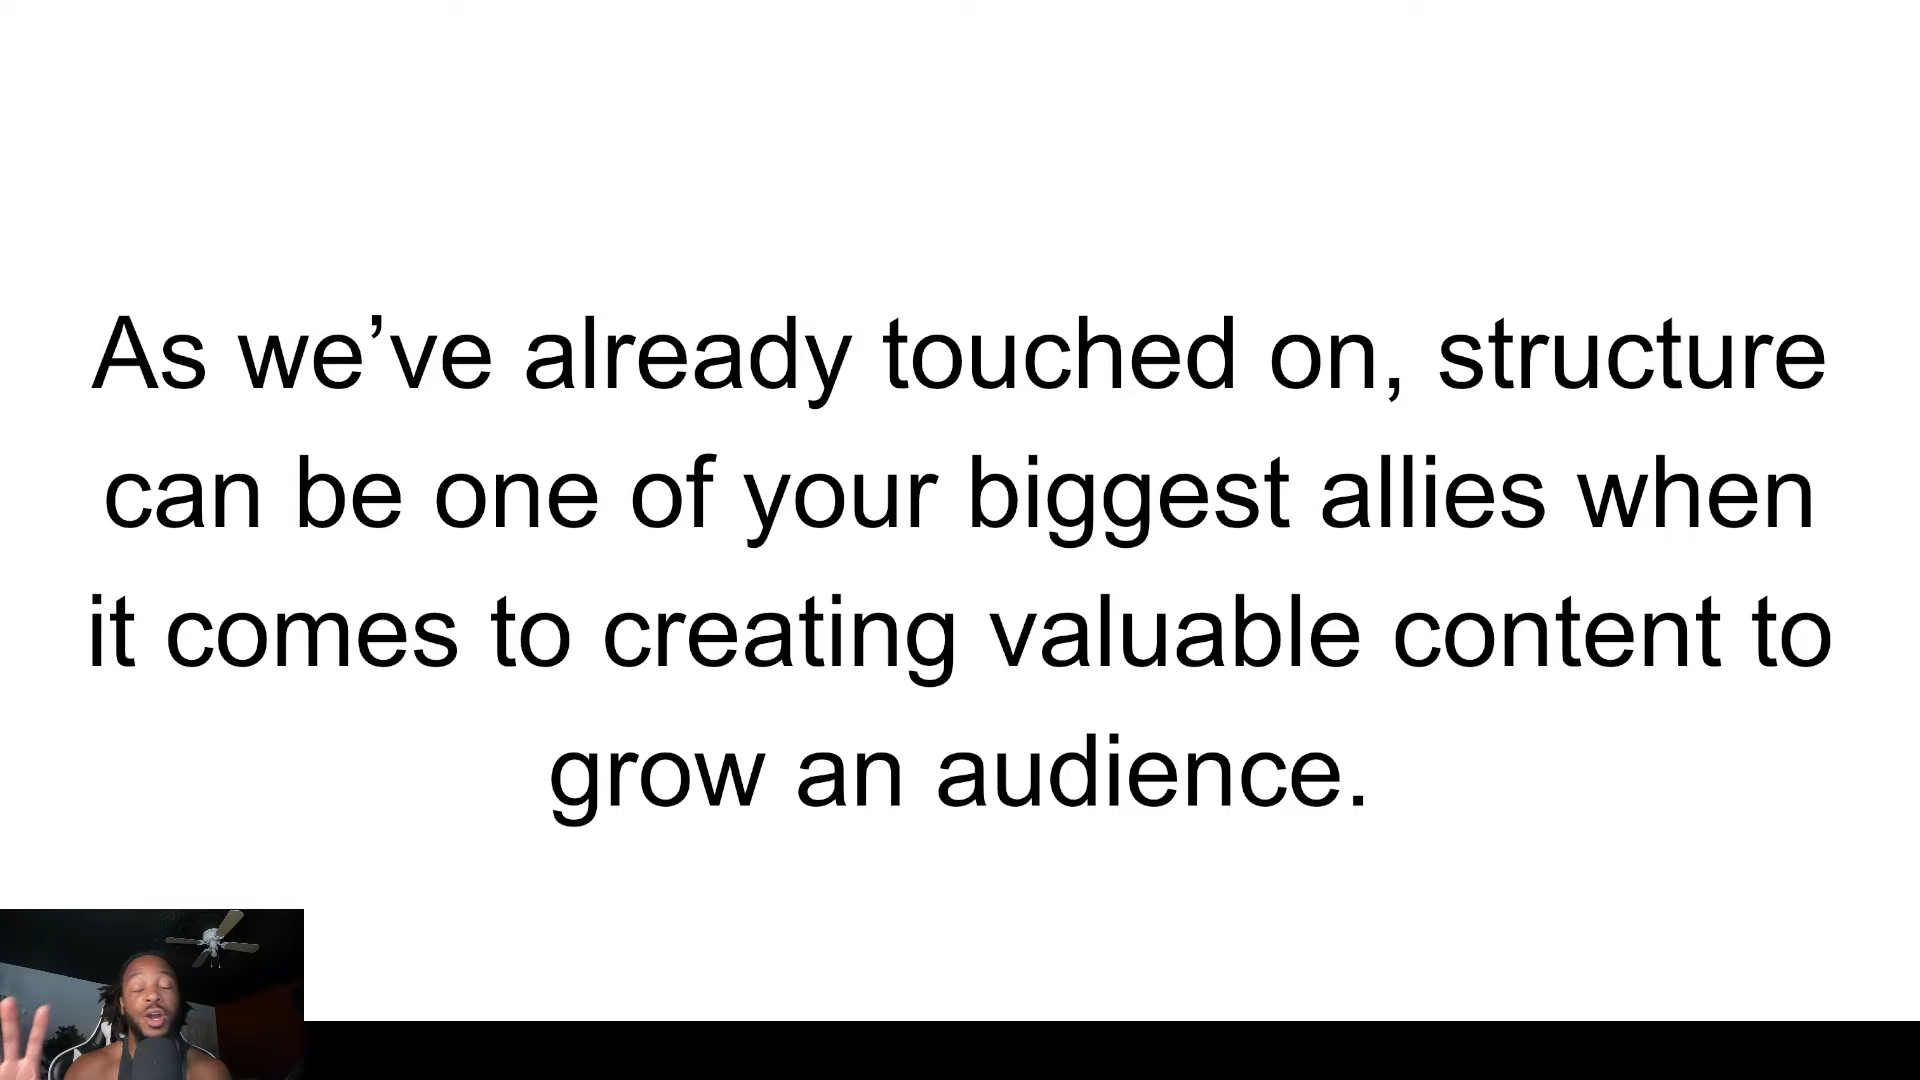 As we’ve already touched on, structure
can be one of your biggest allies when
it comes to creating valuable content to
grow an audience.